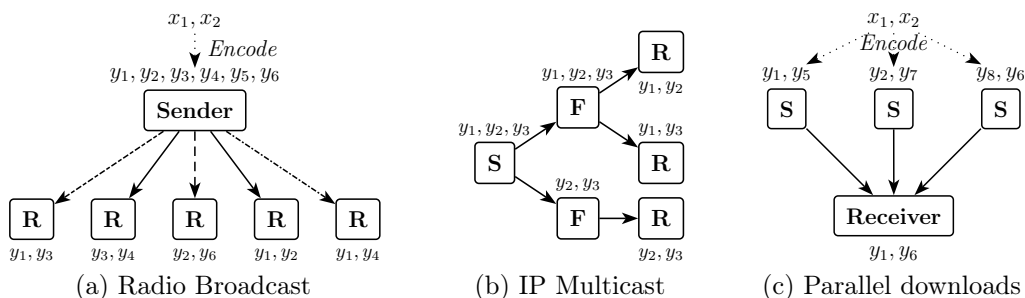 x₁, x₂
Encode
y₁, y₂, y₃, y₄, y₅, y₆
Sender
R R R R R
y₁, y₃ y₃, y₄ y₂, y₆ y₁, y₂ y₁, y₄
(a) Radio Broadcast
R
y₁, y₂, y₃
y₁, y₂
F
y₁, y₂, y₃
y₁, y₃
S
R
y₂, y₃
F R
y₂, y₃
(b) IP Multicast
x₁, x₂
Encode
y₁, y₅ y₂, y₇ y₈, y₆
S S S
Receiver
y₁, y₆
(c) Parallel downloads